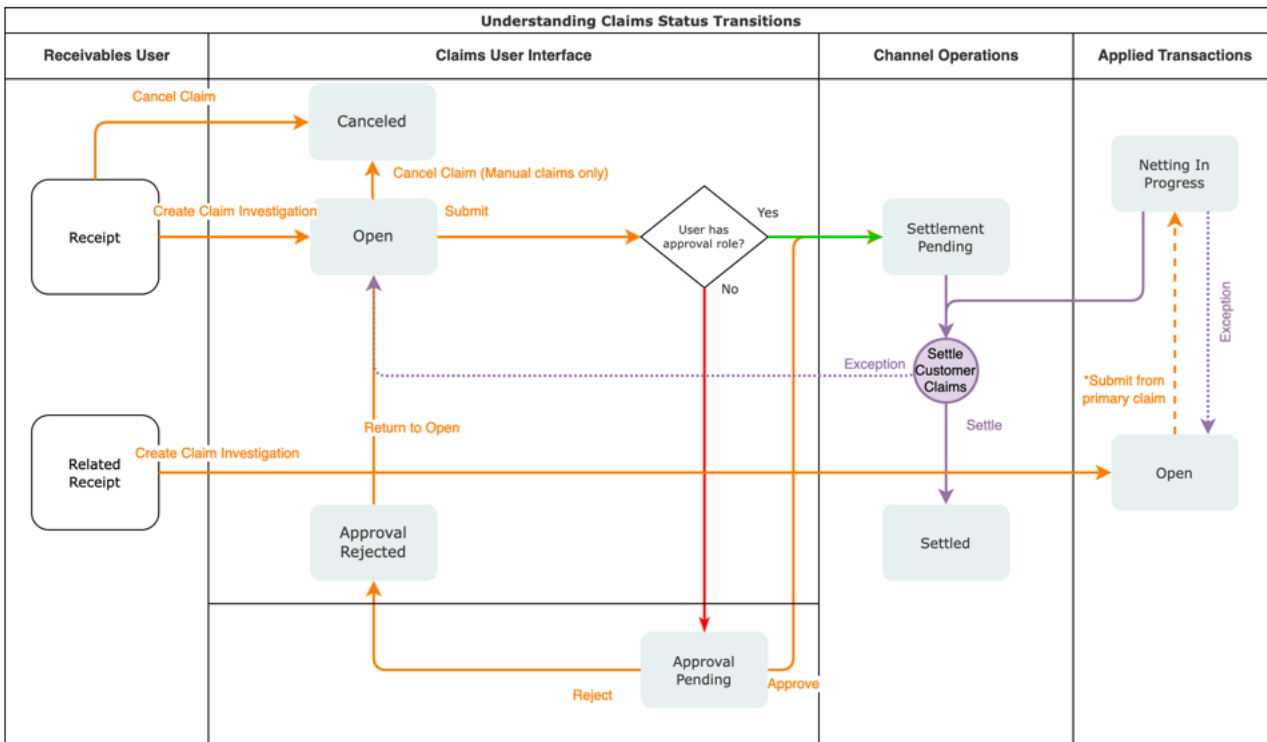 Understanding Claims Status Transitions
Receivables User
Claims User Interface
Channel Operations
Applied Transactions
Cancel Claim
Canceled
Cancel Claim (Manual claims only)
Receipt
Create Claim Investigation
Open
Submit
User has
approval role?
Yes
No
Settlement
Pending
Netting In
Progress
Exception
Settle
Customer
Claims
Exception
*Submit from
primary claim
Return to Open
Settle
Related
Receipt
Create Claim Investigation
Open
Approval
Rejected
Settled
Approval
Pending
Reject
Approve